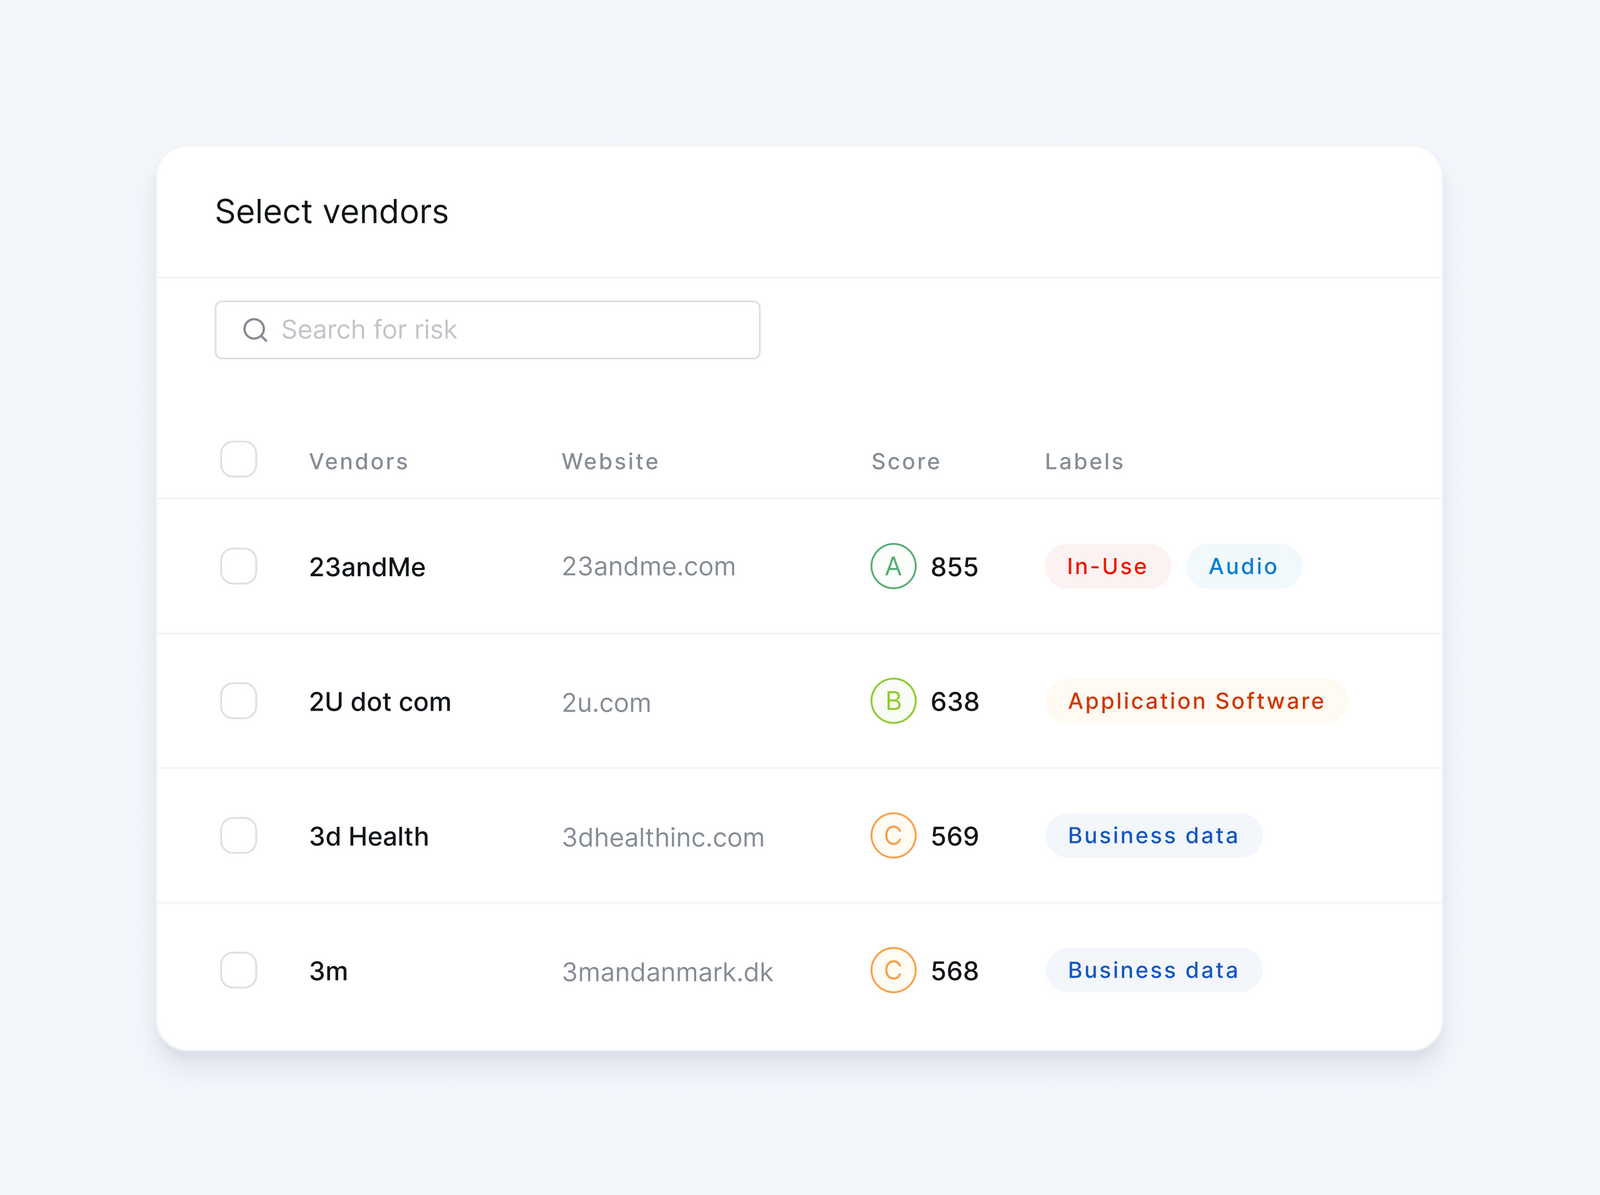 Select vendors
Search for risk
Vendors Website Score Labels
23andMe 23andme.com A 855 In-Use Audio
2U dot com 2u.com B 638 Application Software
3d Health 3dhealthinc.com C 569 Business data
3m 3mandanmark.dk C 568 Business data